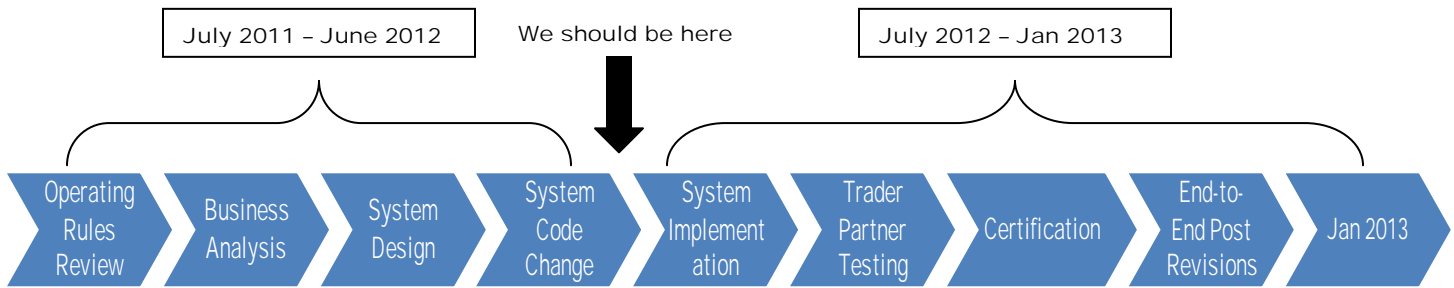 July 2011 – June 2012
We should be here
July 2012 – Jan 2013
Operating
Rules
Review
Business
Analysis
System
Design
System
Code
Change
System
Implement
ation
Trader
Partner
Testing
Certification
End-to-
End Post
Revisions
Jan 2013